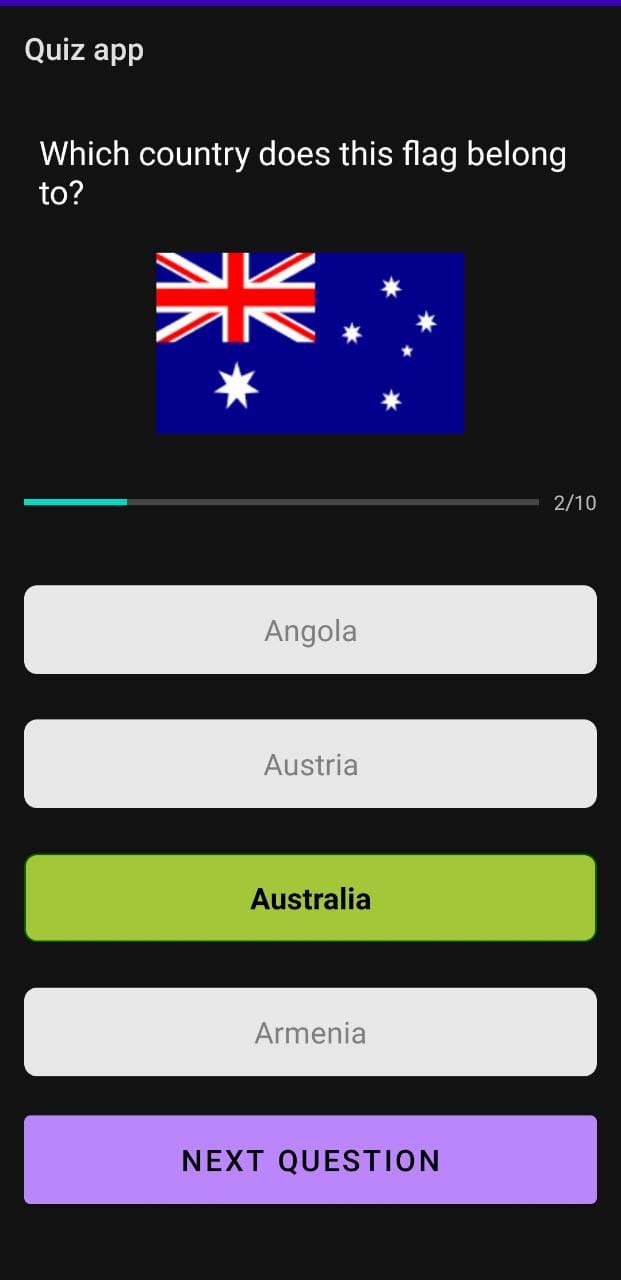 Quiz app
Which country does this flag belong
to?
2/10
Angola
Austria
Australia
Armenia
NEXT QUESTION